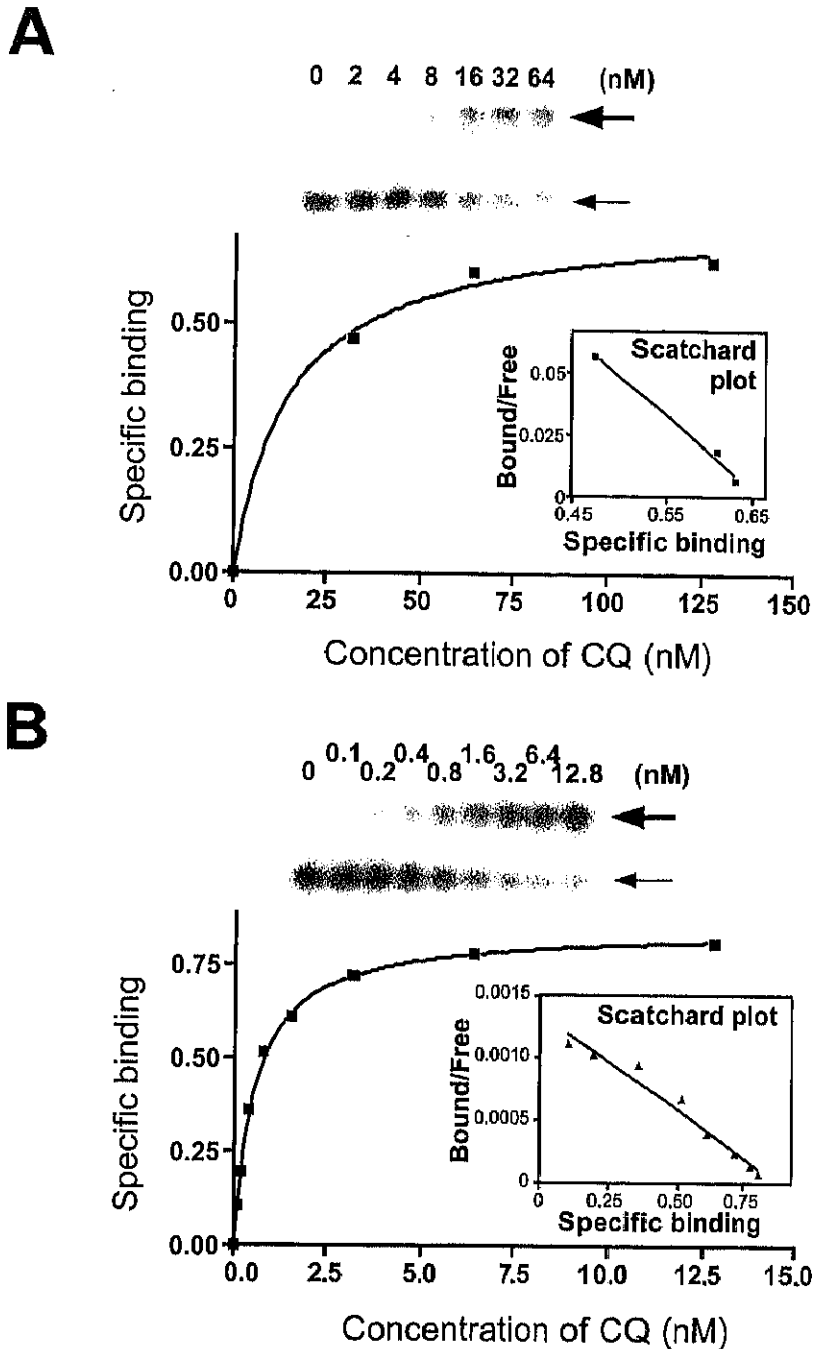 A
0 2 4 8 16 32 64 (nM)
Specific binding
0.50
0.25
0.00
0 25 50 75 100 125 150
Concentration of CQ (nM)
Scatchard
plot
Bound/Free
0.05
0.025
0
0.45 0.55 0.65
Specific binding
B
0 0.1 0.2 0.4 0.8 1.6 3.2 6.4 12.8 (nM)
Specific binding
0.75
0.50
0.25
0.00
0.0 2.5 5.0 7.5 10.0 12.5 15.0
Concentration of CQ (nM)
Scatchard plot
Bound/Free
0.0015
0.0010
0.0005
0
0 0.25 0.50 0.75
Specific binding